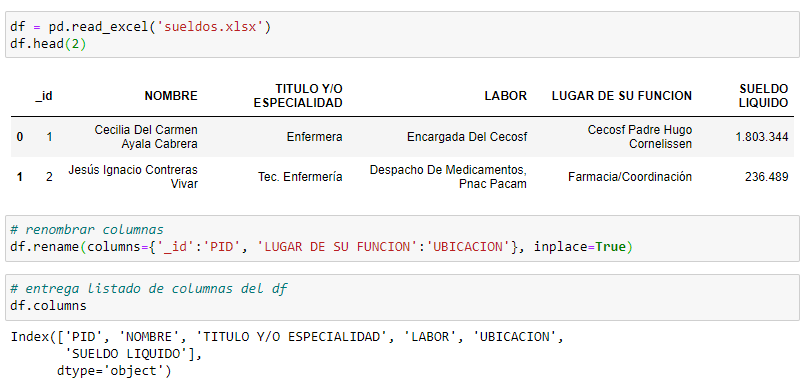 df = pd.read_excel('sueldos.xlsx')
df.head(2)
_id NOMBRE TITULO Y/O ESPECIALIDAD LABOR LUGAR DE SU FUNCION SUELDO LIQUIDO
0 1 Cecilia Del Carmen Ayala Cabrera Enfermera Encargada Del Cecosf Cecosf Padre Hugo Cornelissen 1.803.344
1 2 Jesús Ignacio Contreras Vivar Tec. Enfermería Despacho De Medicamentos, Pnac Pacam Farmacia/Coordinación 236.489
# renombrar columnas
df.rename(columns={'_id':'PID', 'LUGAR DE SU FUNCION':'UBICACION'}, inplace=True)
# entrega listado de columnas del df
df.columns
Index(['PID', 'NOMBRE', 'TITULO Y/O ESPECIALIDAD', 'LABOR', 'UBICACION',
'SUELDO LIQUIDO'],
dtype='object')